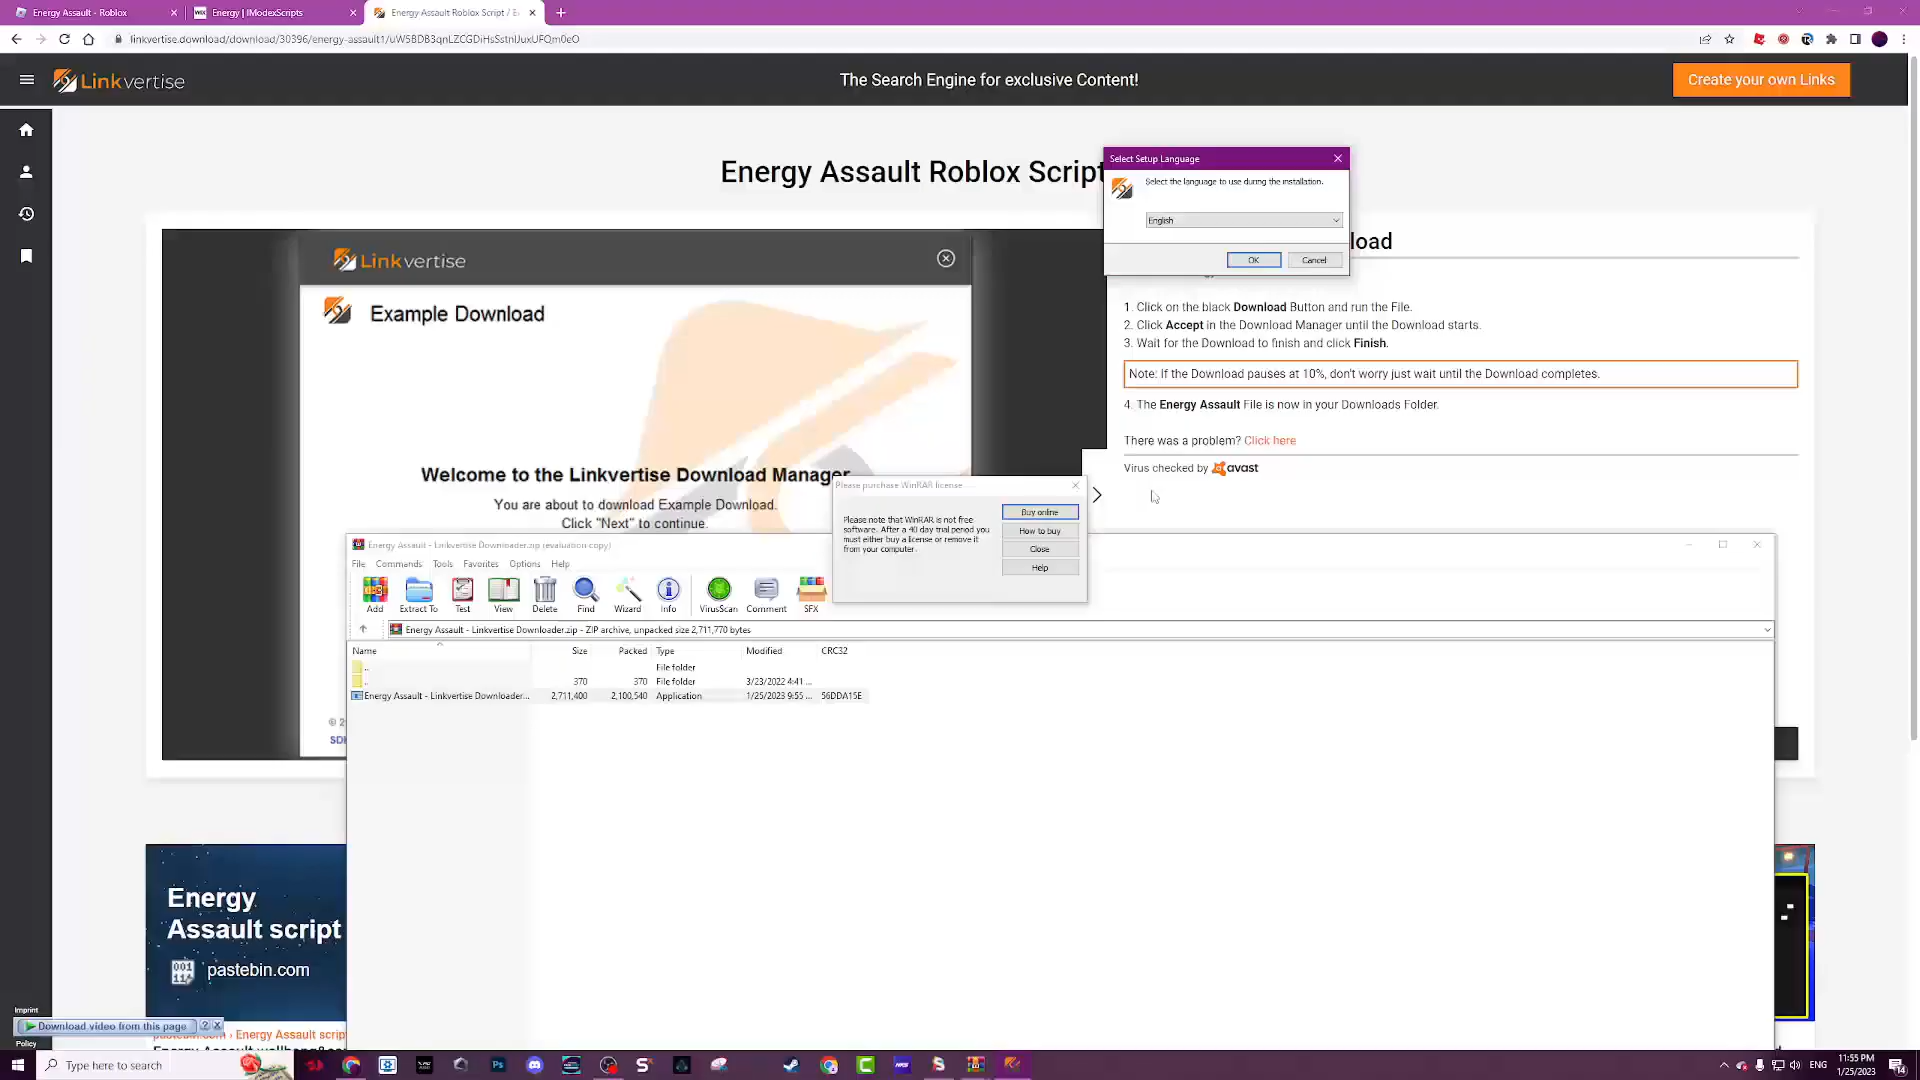 Energy Assault - Roblox
Energy | IModexScripts
Energy Assault Roblox Script / E
linkvertise.download/download/30396/energy-assault1/
Linkvertise
The Search Engine for exclusive Content!
Create your own Links
Energy Assault Roblox Script
Select Setup Language
Select the language to use during the installation.
English
OK
Cancel
load
Linkvertise
Example Download
Welcome to the Linkvertise Download Manager
You are about to download Example Download.
Click "Next" to continue.
1. Click on the black Download Button and run the File.
2. Click Accept in the Download Manager until the Download starts.
3. Wait for the Download to finish and click Finish.
Note: If the Download pauses at 10%, don't worry just wait until the Download completes.
4. The Energy Assault File is now in your Downloads Folder.
There was a problem? Click here
Virus checked by avast
Please purchase WinRAR license
Please note that WinRAR is not free
software. After a 40 day trial period you
must either buy a license or remove it
from your computer.
Buy online
How to buy
Close
Help
Energy Assault - Linkvertise Downloader.zip (evaluation copy)
File Commands Tools Favorites Options Help
Add Extract To Test View Delete Find Wizard Info VirusScan Comment SFX
Energy Assault - Linkvertise Downloader.zip - ZIP archive, unpacked size 2,711,770 bytes
Name Size Packed Type Modified CRC32
.. File folder
.. 370 370 File folder 3/23/2022 4:41 ...
Energy Assault - Linkvertise Downloader... 2,711,400 2,100,540 Application 1/25/2023 9:55 ... 56DDA15E
© 2
SDK
Energy
Assault script
pastebin.com
Imprint
Download video from this page ? X
Policy
› Energy Assault scrip
Type here to search
ENG
11:55 PM
1/25/2023
14